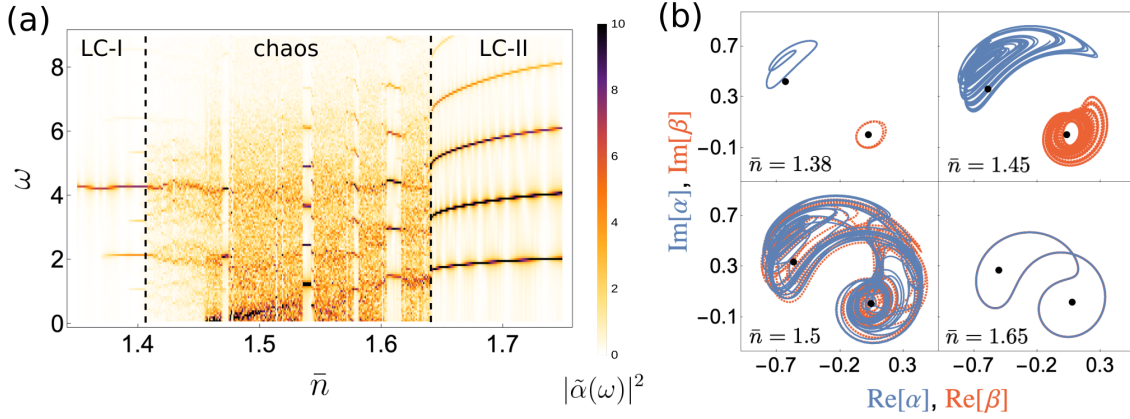 (a)
LC-I
chaos
LC-II
8
6
4
2
0
ω
1.4
1.5
1.6
1.7
n̄
10
8
6
4
2
0
|α̃(ω)|²
(b)
Im[α], Im[β]
0.7
0.3
-0.1
n̄ = 1.38
n̄ = 1.45
0.7
0.3
-0.1
n̄ = 1.5
n̄ = 1.65
-0.7
-0.1
0.3
-0.7
-0.1
0.3
Re[α], Re[β]